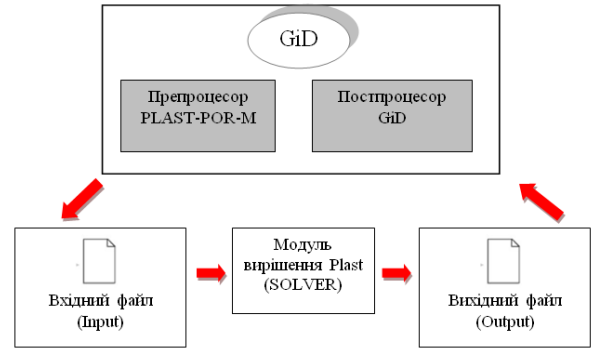 GiD
Препроцесор
PLAST-POR-M
Постпроцесор
GiD
Вхідний файл
(Input)
Модуль
вирішення Plast
(SOLVER)
Вихідний файл
(Output)